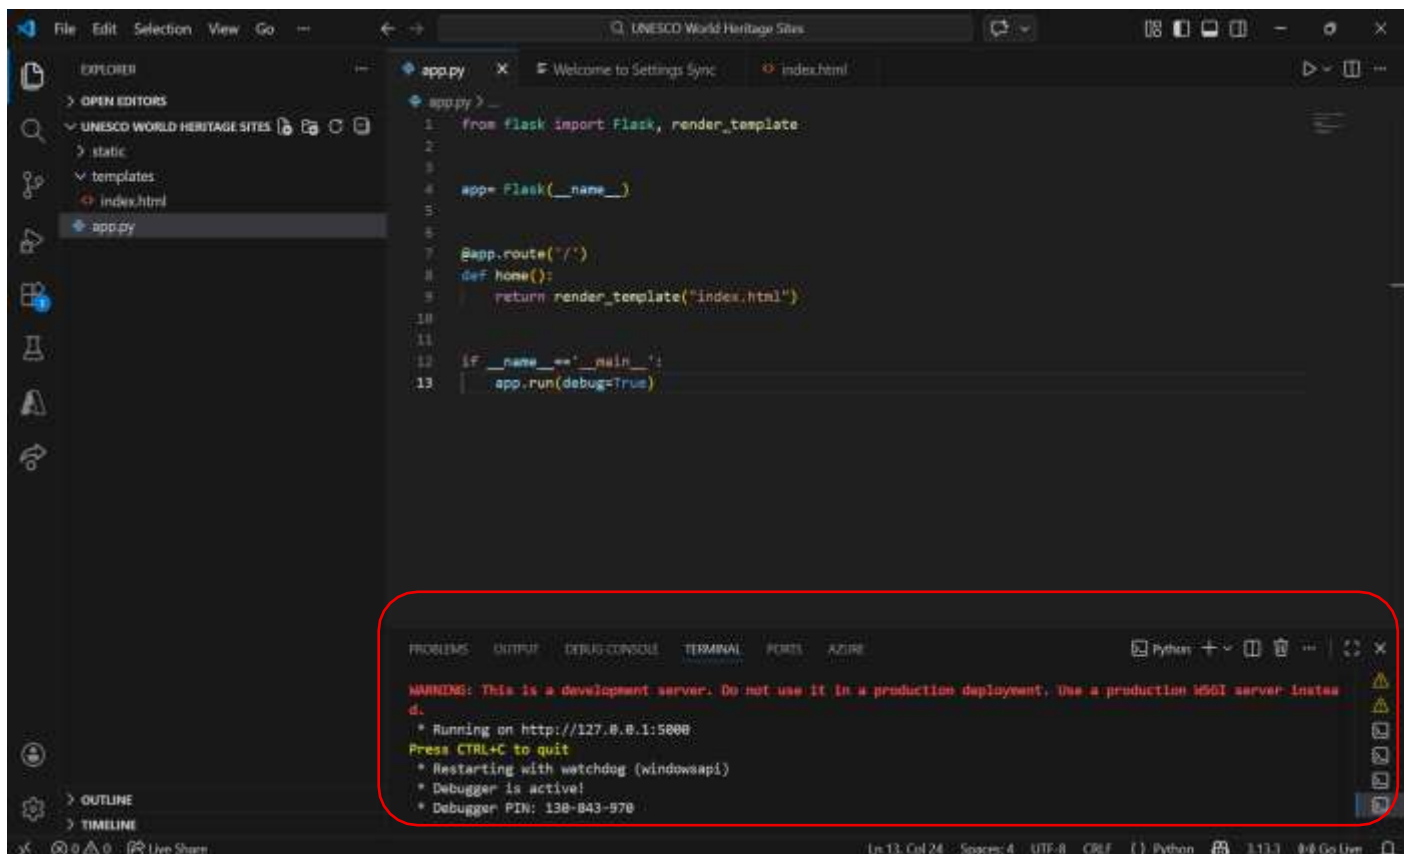 File Edit Selection View Go ···
UNESCO World Heritage Sites
EXPLORER ···
OPEN EDITORS
UNESCO WORLD HERITAGE SITES
static
templates
index.html
app.py
OUTLINE
TIMELINE
app.py Welcome to Settings Sync index.html
app.py > ...
1 from flask import Flask, render_template
2
3
4 app= Flask(__name__)
5
6
7 @app.route('/')
8 def home():
9 return render_template("index.html")
10
11
12 if __name__=='__main__':
13 app.run(debug=True)
PROBLEMS OUTPUT DEBUG CONSOLE TERMINAL PORTS AZURE
Python
WARNING: This is a development server. Do not use it in a production deployment. Use a production WSGI server instea
d.
* Running on http://127.0.0.1:5000
Press CTRL+C to quit
* Restarting with watchdog (windowsapi)
* Debugger is active!
* Debugger PIN: 130-843-970
0 0 0 Live Share Ln 13, Col 24 Spaces: 4 UTF-8 CRLF { } Python 3.13.3 Go Live